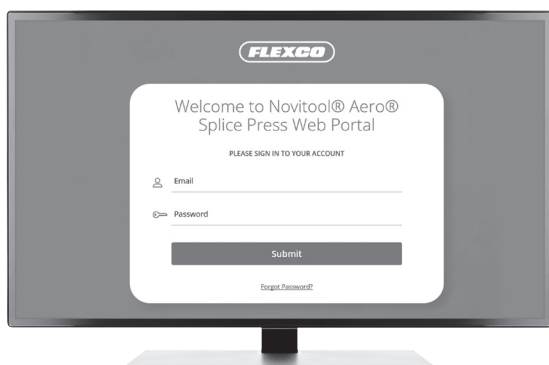 FLEXCO
Welcome to Novitool® Aero®
Splice Press Web Portal
PLEASE SIGN IN TO YOUR ACCOUNT
Email
Password
Submit
Forgot Password?